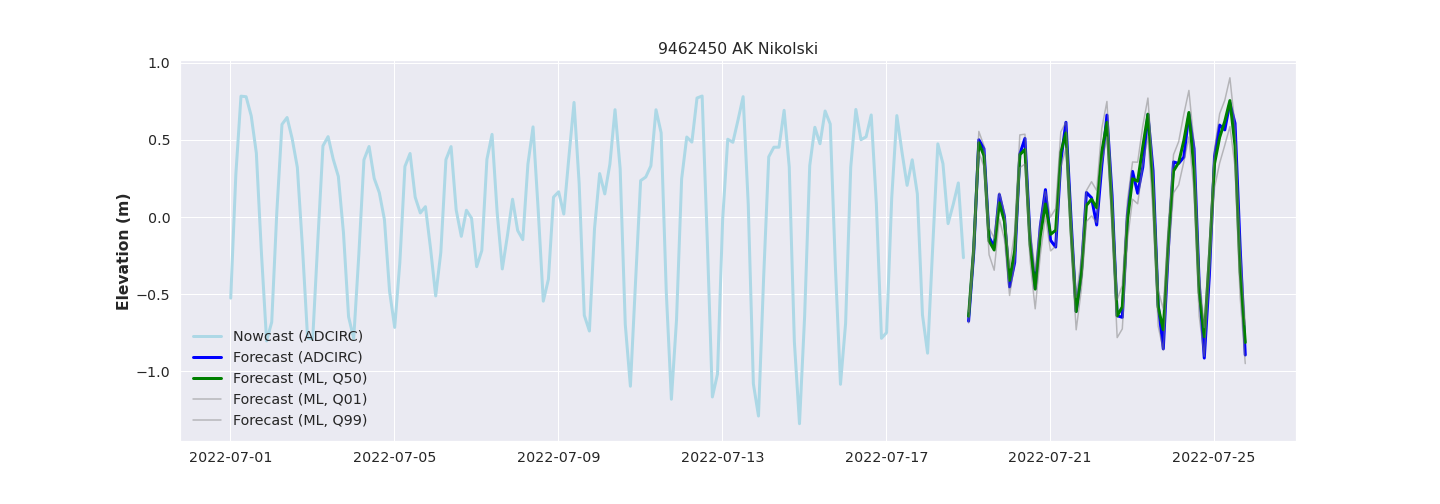 9462450 AK Nikolski
1.0
0.5
0.0
−0.5
−1.0
Elevation (m)
Nowcast (ADCIRC)
Forecast (ADCIRC)
Forecast (ML, Q50)
Forecast (ML, Q01)
Forecast (ML, Q99)
2022-07-01 2022-07-05 2022-07-09 2022-07-13 2022-07-17 2022-07-21 2022-07-25